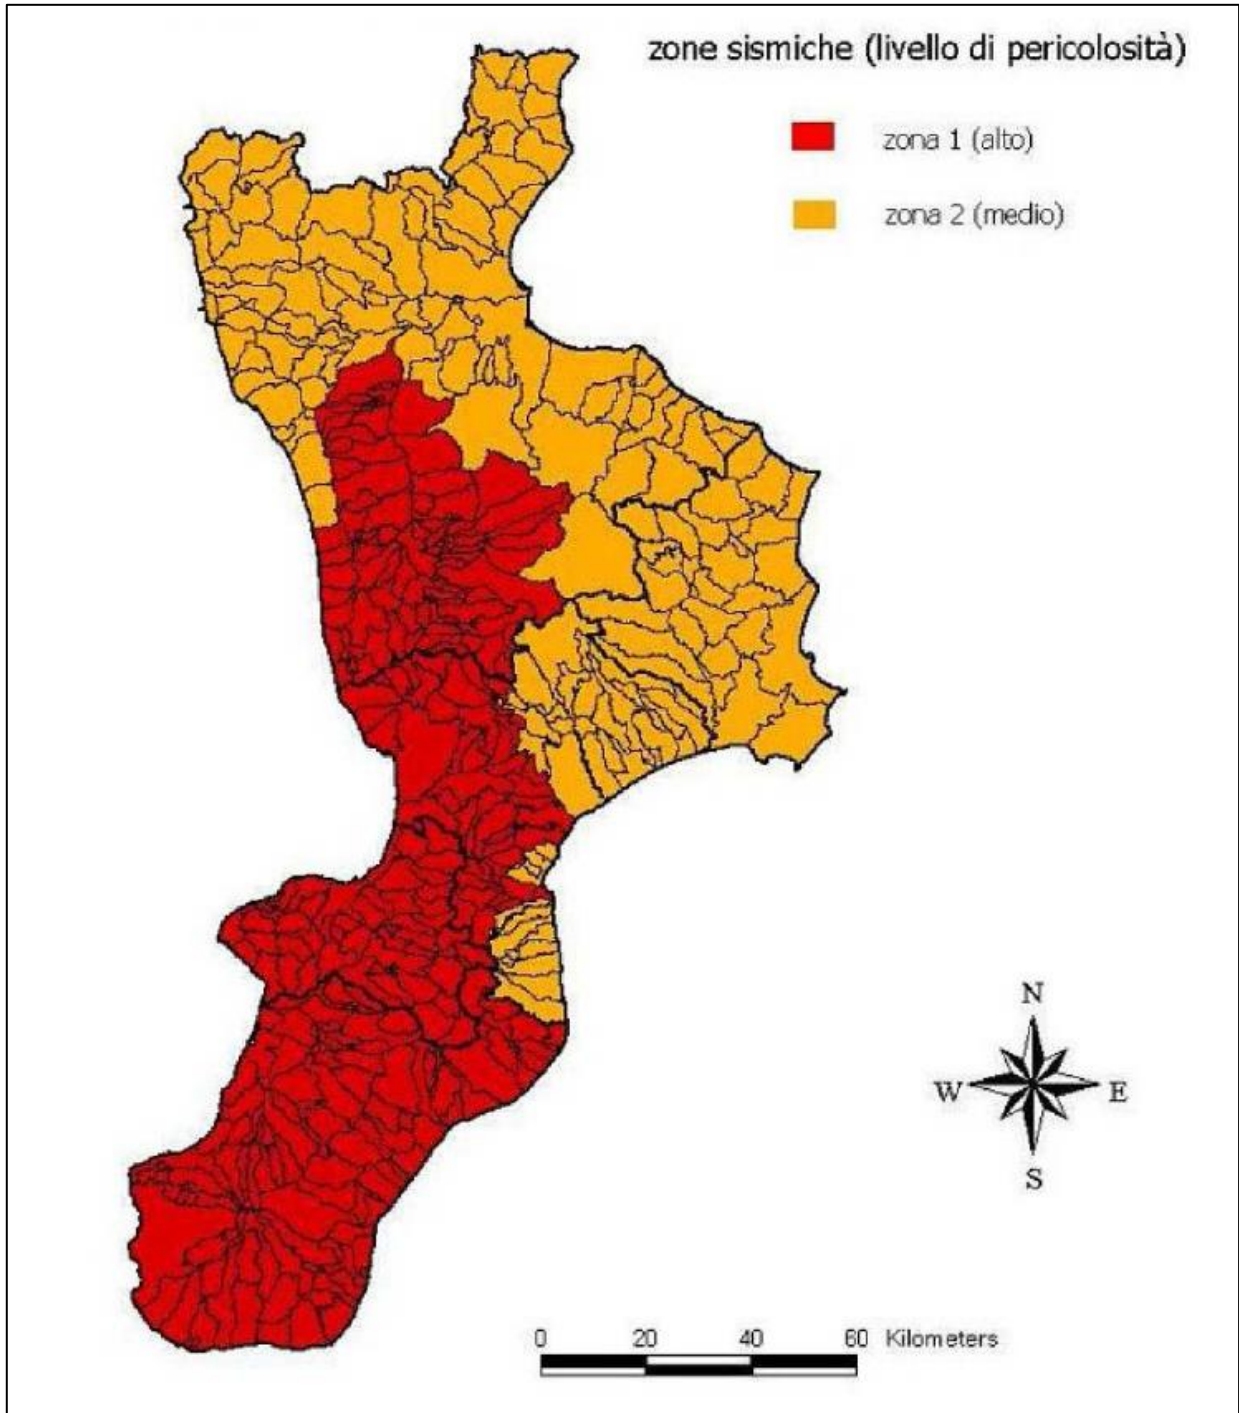 zone sismiche (livello di pericolosità)
zona 1 (alto)
zona 2 (medio)
N
W E
S
0 20 40 60 Kilometers